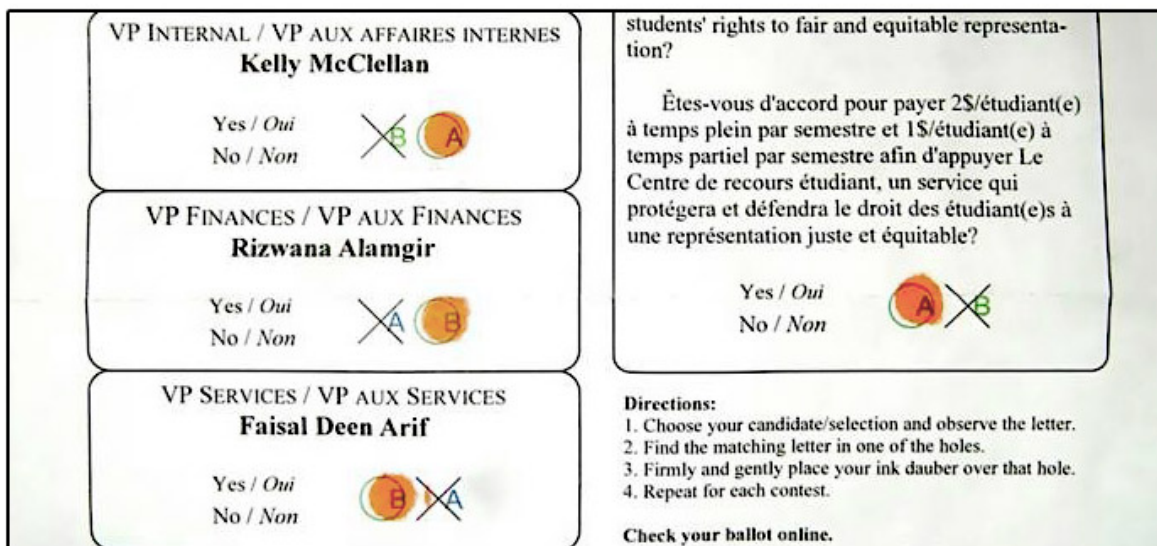 VP INTERNAL / VP AUX AFFAIRES INTERNES
Kelly McClellan
Yes / Oui
No / Non
B A
VP FINANCES / VP AUX FINANCES
Rizwana Alamgir
Yes / Oui
No / Non
A B
VP SERVICES / VP AUX SERVICES
Faisal Deen Arif
Yes / Oui
No / Non
B A
students' rights to fair and equitable representa-
tion?
Êtes-vous d'accord pour payer 2$/étudiant(e)
à temps plein par semestre et 1$/étudiant(e) à
temps partiel par semestre afin d'appuyer Le
Centre de recours étudiant, un service qui
protégera et défendra le droit des étudiant(e)s à
une représentation juste et équitable?
Yes / Oui
No / Non
A B
Directions:
1. Choose your candidate/selection and observe the letter.
2. Find the matching letter in one of the holes.
3. Firmly and gently place your ink dauber over that hole.
4. Repeat for each contest.
Check your ballot online.